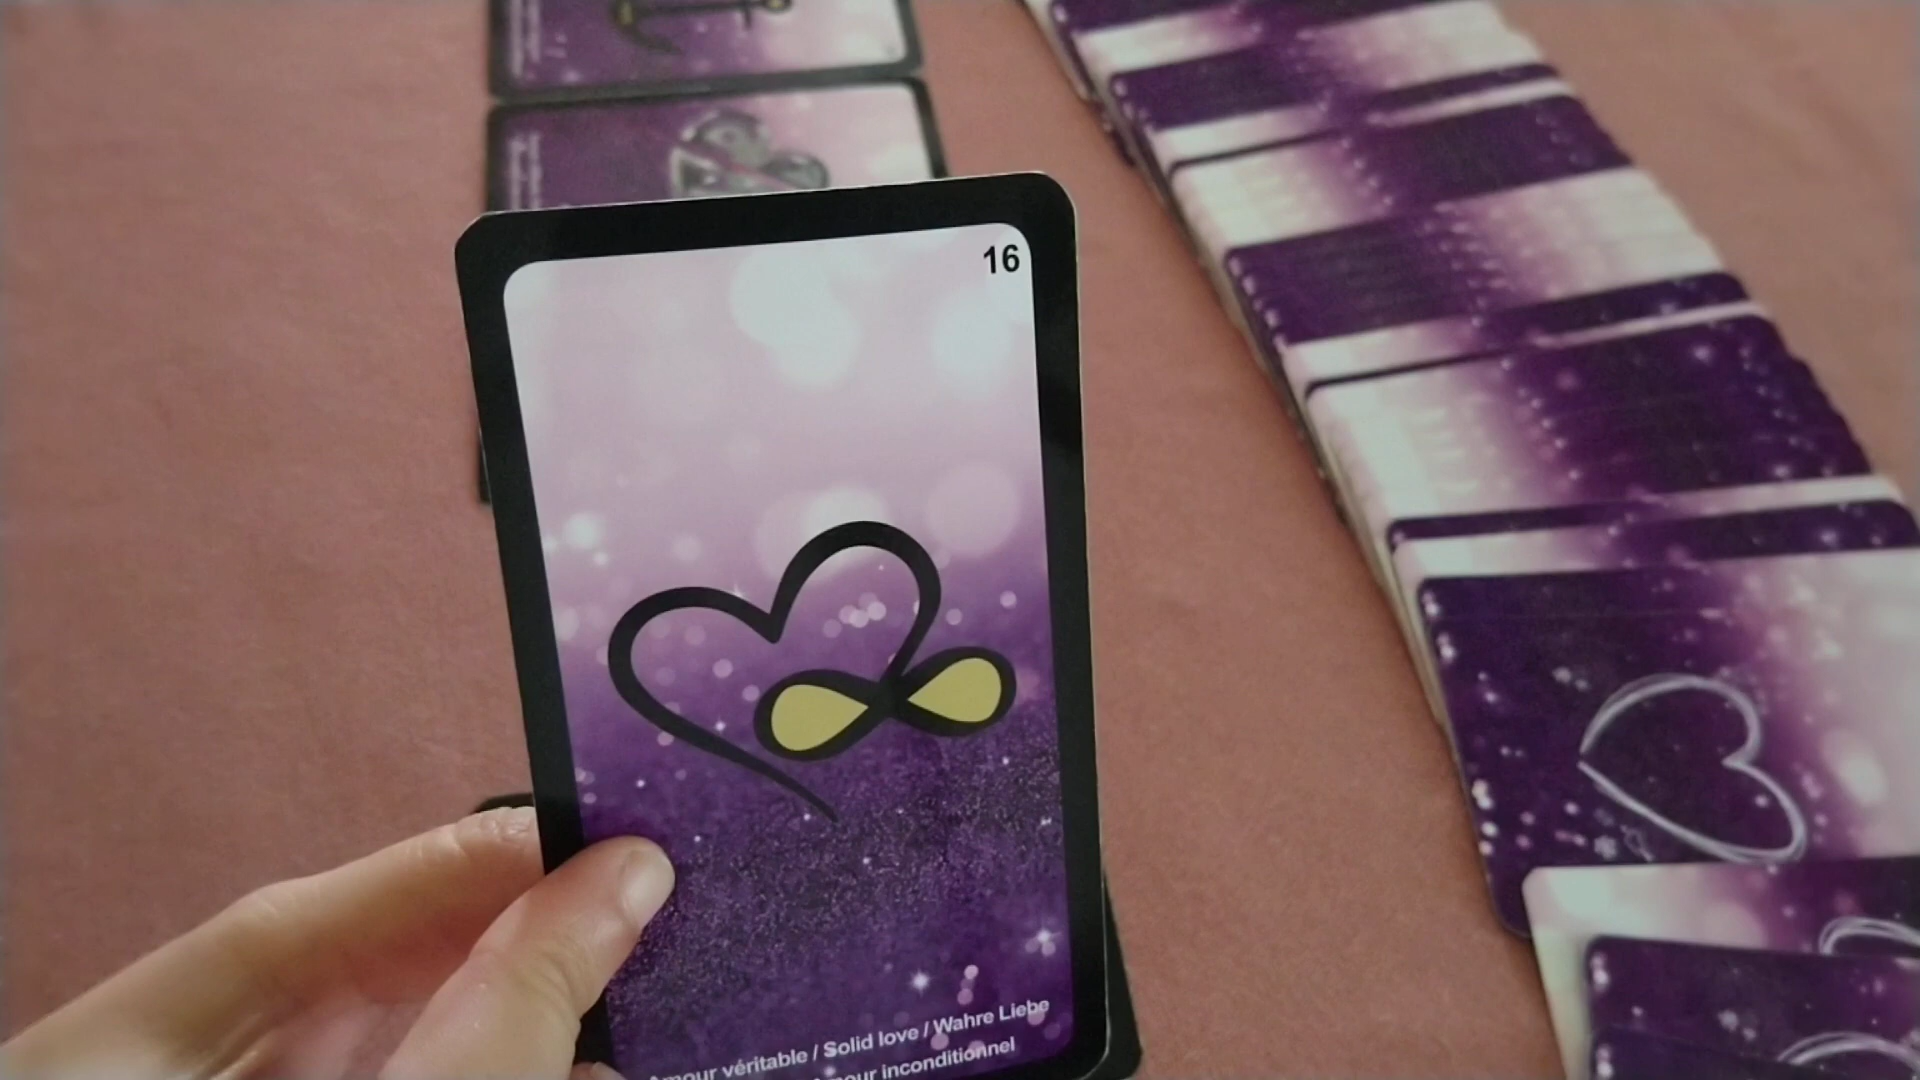 16
Amour véritable / Solid love / Wahre Liebe
Amour inconditionnel